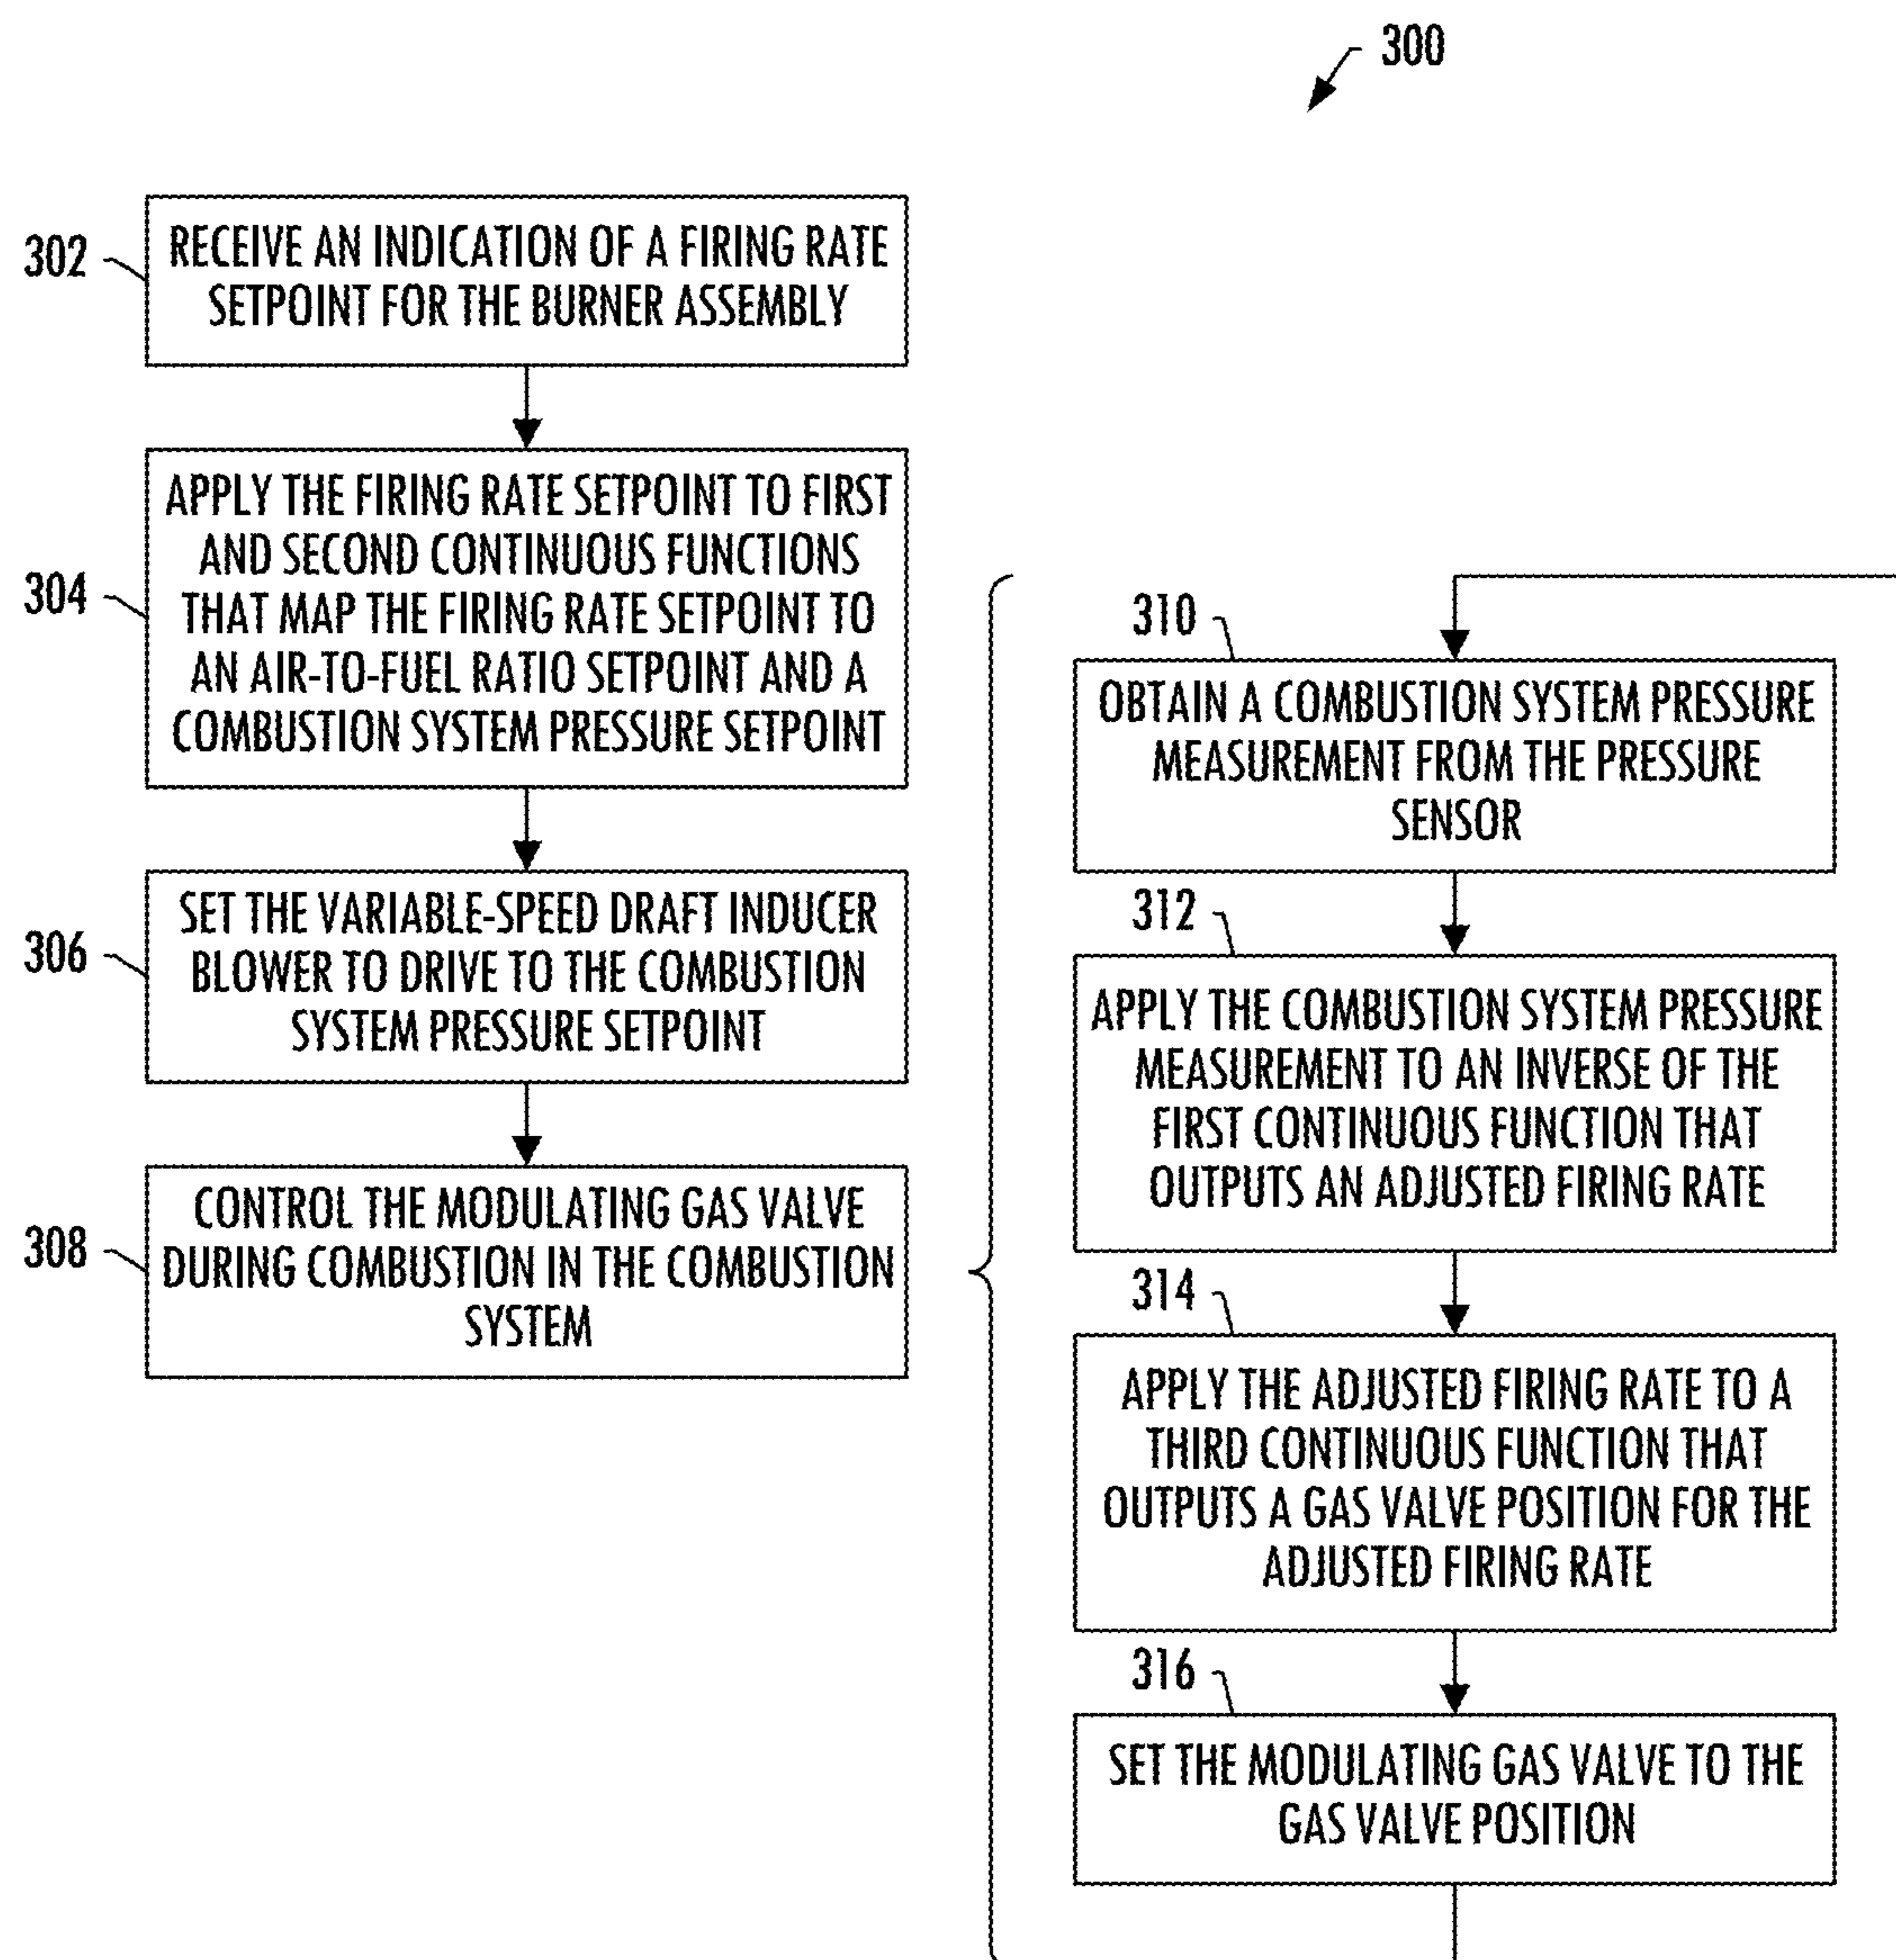 300
302
RECEIVE AN INDICATION OF A FIRING RATE
SETPOINT FOR THE BURNER ASSEMBLY
304
APPLY THE FIRING RATE SETPOINT TO FIRST
AND SECOND CONTINUOUS FUNCTIONS
THAT MAP THE FIRING RATE SETPOINT TO
AN AIR-TO-FUEL RATIO SETPOINT AND A
COMBUSTION SYSTEM PRESSURE SETPOINT
306
SET THE VARIABLE-SPEED DRAFT INDUCER
BLOWER TO DRIVE TO THE COMBUSTION
SYSTEM PRESSURE SETPOINT
308
CONTROL THE MODULATING GAS VALVE
DURING COMBUSTION IN THE COMBUSTION
SYSTEM
310
OBTAIN A COMBUSTION SYSTEM PRESSURE
MEASUREMENT FROM THE PRESSURE
SENSOR
312
APPLY THE COMBUSTION SYSTEM PRESSURE
MEASUREMENT TO AN INVERSE OF THE
FIRST CONTINUOUS FUNCTION THAT
OUTPUTS AN ADJUSTED FIRING RATE
314
APPLY THE ADJUSTED FIRING RATE TO A
THIRD CONTINUOUS FUNCTION THAT
OUTPUTS A GAS VALVE POSITION FOR THE
ADJUSTED FIRING RATE
316
SET THE MODULATING GAS VALVE TO THE
GAS VALVE POSITION